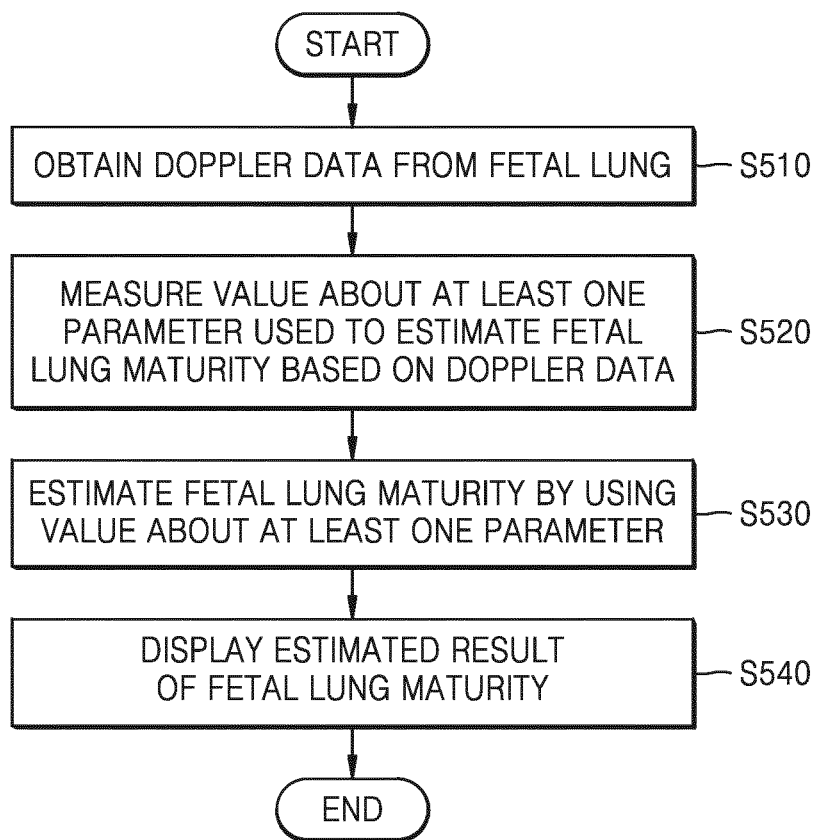 START
OBTAIN DOPPLER DATA FROM FETAL LUNG
S510
MEASURE VALUE ABOUT AT LEAST ONE
PARAMETER USED TO ESTIMATE FETAL
LUNG MATURITY BASED ON DOPPLER DATA
S520
ESTIMATE FETAL LUNG MATURITY BY USING
VALUE ABOUT AT LEAST ONE PARAMETER
S530
DISPLAY ESTIMATED RESULT
OF FETAL LUNG MATURITY
S540
END